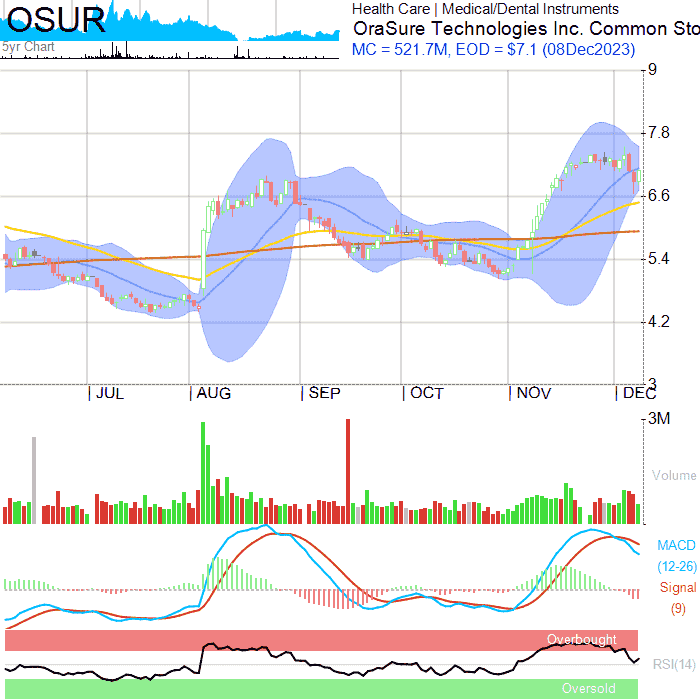 OSUR
5yr Chart
Health Care | Medical/Dental Instruments
OraSure Technologies Inc. Common Sto
MC = 521.7M, EOD = $7.1 (08Dec2023)
9
7.8
6.6
5.4
4.2
3
JUL
AUG
SEP
OCT
NOV
DEC
3M
Volume
MACD
(12-26)
Signal
(9)
Overbought
RSI(14)
Oversold